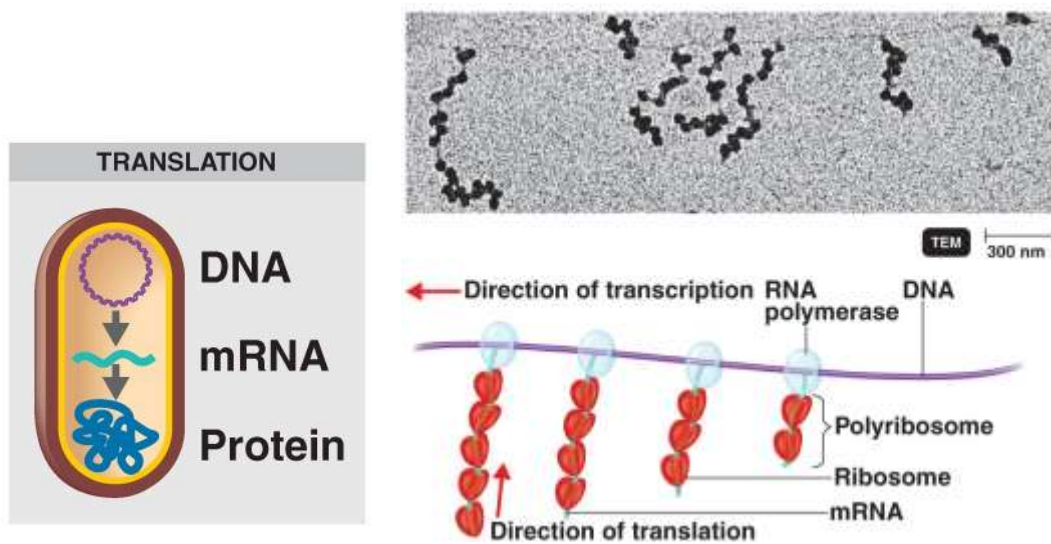 TRANSLATION
DNA
mRNA
Protein
TEM
300 nm
Direction of transcription
RNA
polymerase
DNA
Polyribosome
Ribosome
mRNA
Direction of translation